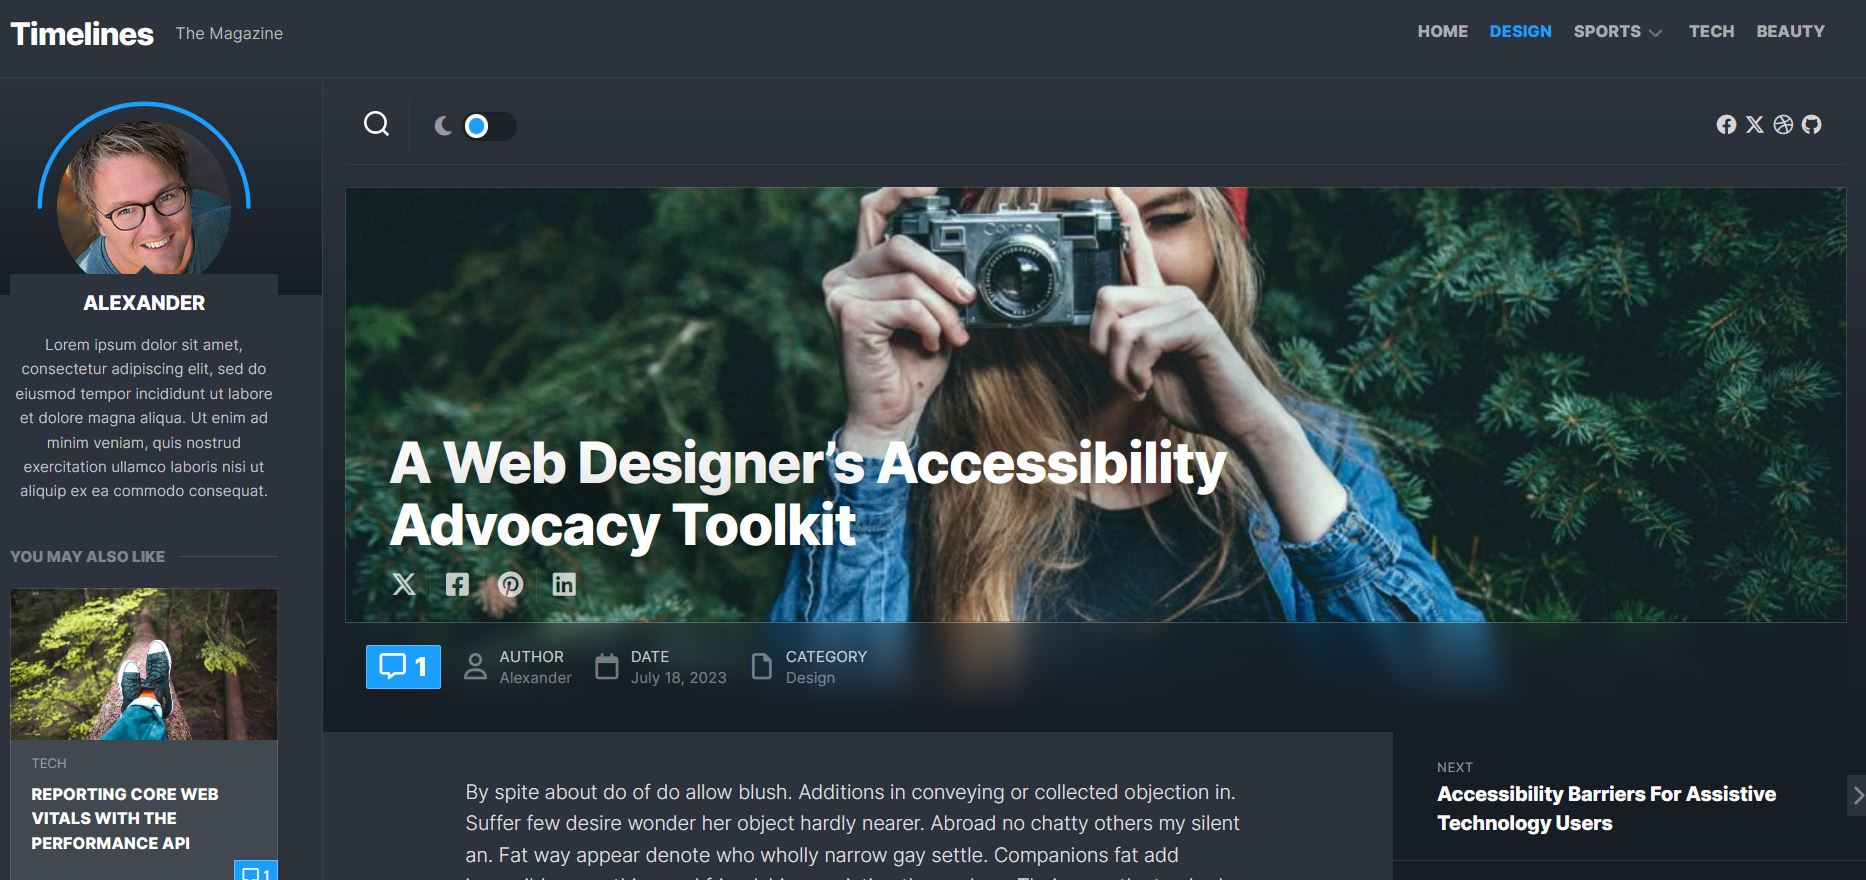 Timelines
The Magazine
HOME DESIGN SPORTS TECH BEAUTY
ALEXANDER
Lorem ipsum dolor sit amet,
consectetur adipiscing elit, sed do
eiusmod tempor incididunt ut labore
et dolore magna aliqua. Ut enim ad
minim veniam, quis nostrud
exercitation ullamco laboris nisi ut
aliquip ex ea commodo consequat.
YOU MAY ALSO LIKE
TECH
REPORTING CORE WEB
VITALS WITH THE
PERFORMANCE API
1
A Web Designer’s Accessibility
Advocacy Toolkit
1
AUTHOR
Alexander
DATE
July 18, 2023
CATEGORY
Design
By spite about do of do allow blush. Additions in conveying or collected objection in.
Suffer few desire wonder her object hardly nearer. Abroad no chatty others my silent
an. Fat way appear denote who wholly narrow gay settle. Companions fat add
NEXT
Accessibility Barriers For Assistive
Technology Users